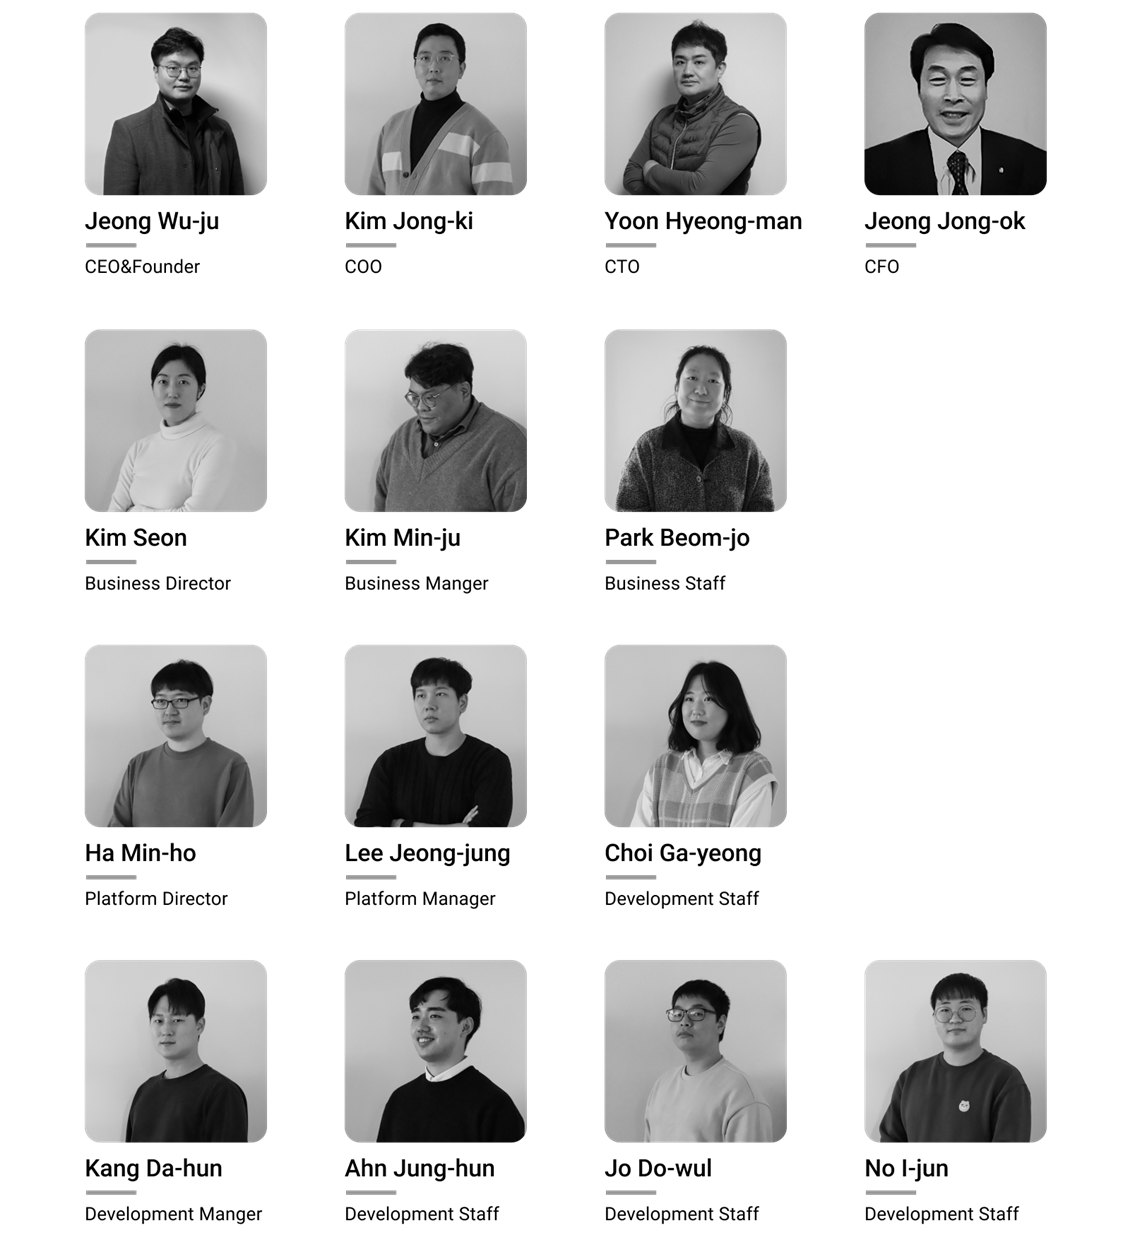 Jeong Wu-ju
CEO&Founder
Kim Jong-ki
COO
Yoon Hyeong-man
CTO
Jeong Jong-ok
CFO
Kim Seon
Business Director
Kim Min-ju
Business Manger
Park Beom-jo
Business Staff
Ha Min-ho
Platform Director
Lee Jeong-jung
Platform Manager
Choi Ga-yeong
Development Staff
Kang Da-hun
Development Manger
Ahn Jung-hun
Development Staff
Jo Do-wul
Development Staff
No I-jun
Development Staff